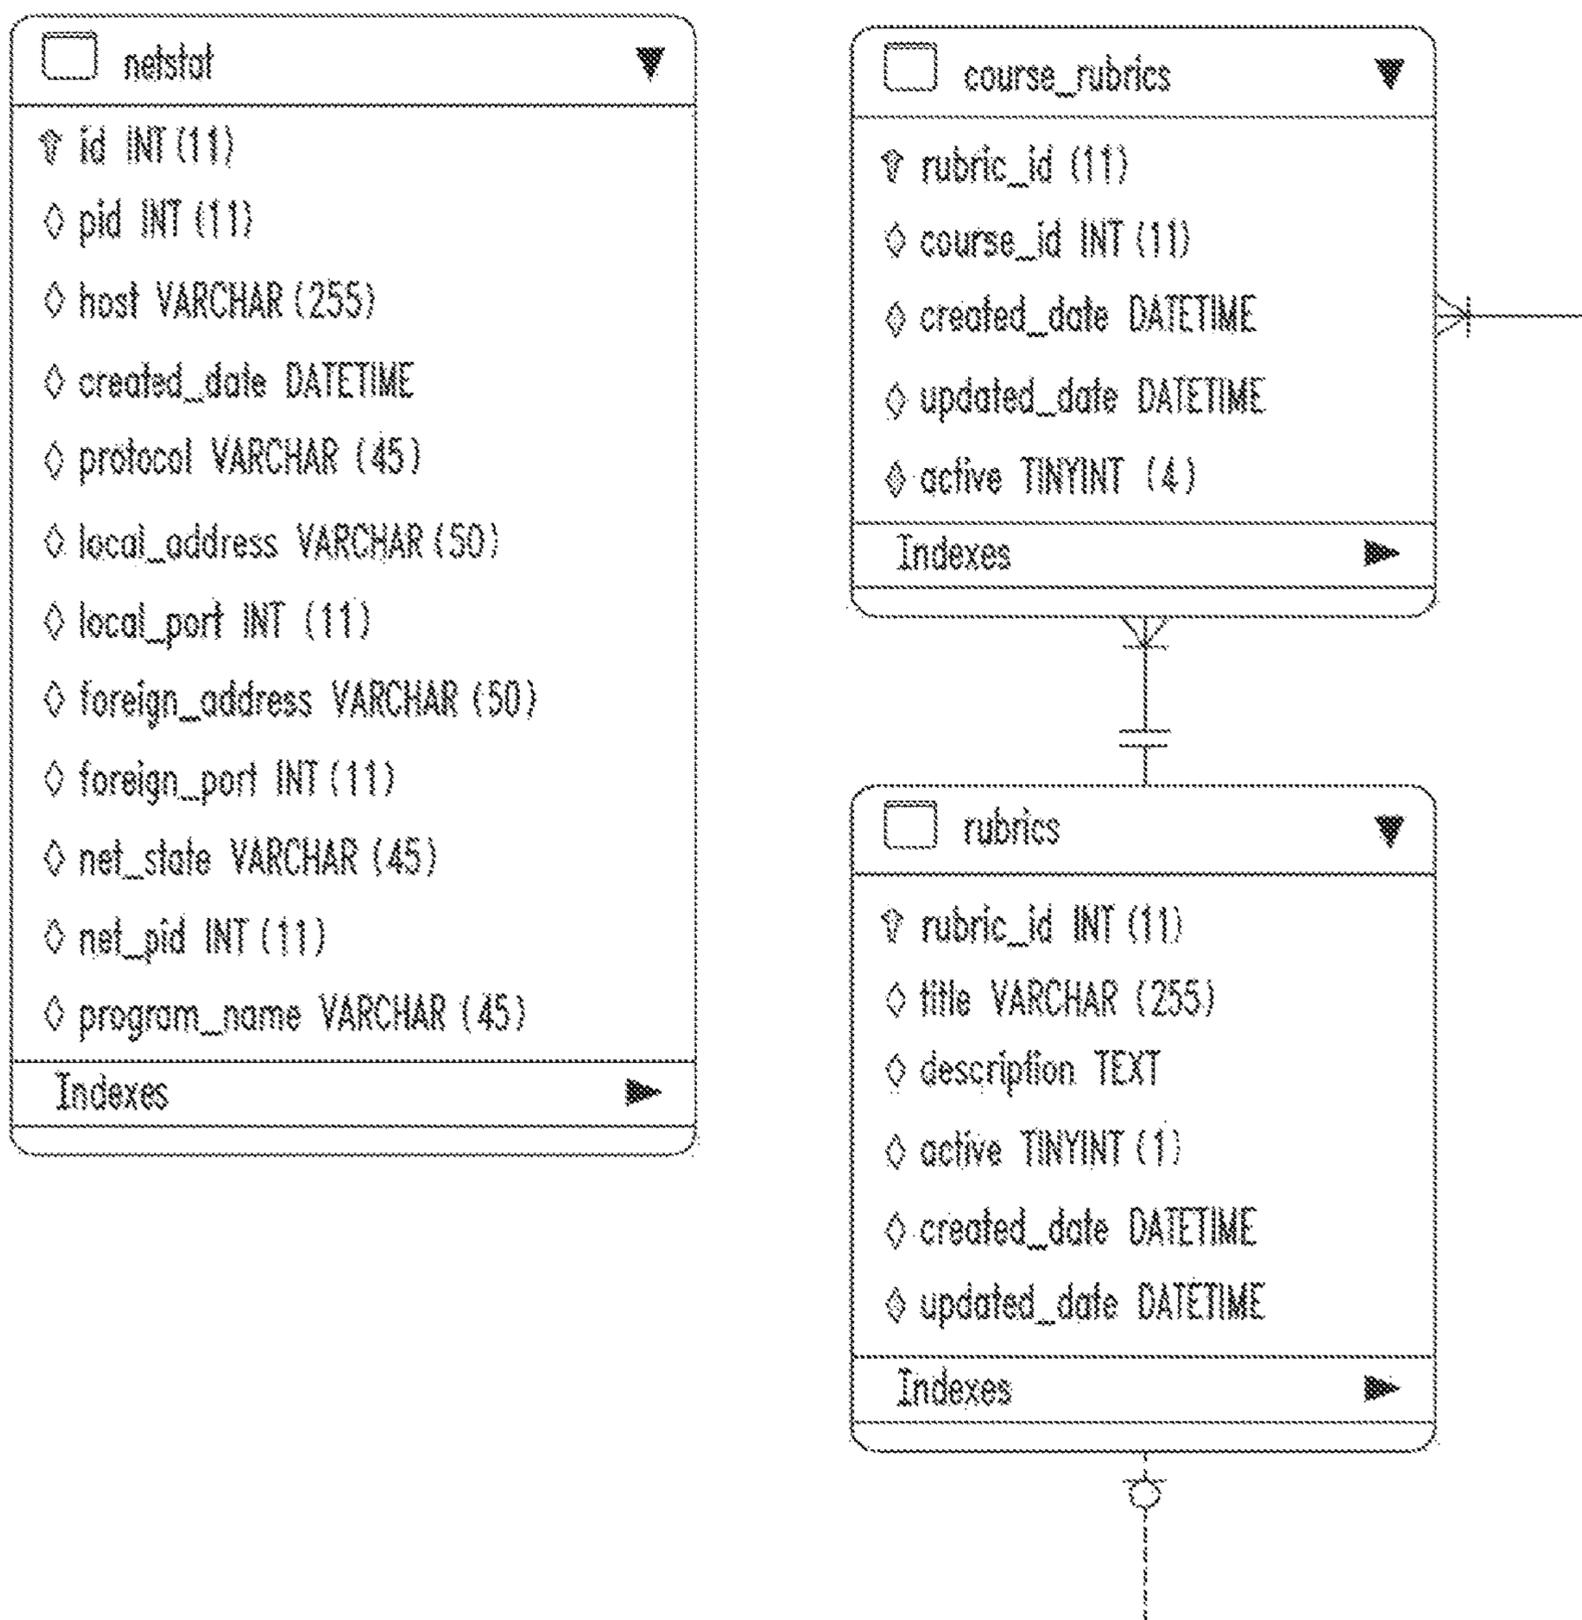 netstat
id INT (11)
pid INT (11)
host VARCHAR (255)
created_date DATETIME
protocol VARCHAR (45)
local_address VARCHAR (50)
local_port INT (11)
foreign_address VARCHAR (50)
foreign_port INT (11)
net_state VARCHAR (45)
net_pid INT (11)
program_name VARCHAR (45)
Indexes
course_rubrics
rubric_id (11)
course_id INT (11)
created_date DATETIME
updated_date DATETIME
active TINYINT (4)
Indexes
rubrics
rubric_id INT (11)
title VARCHAR (255)
description TEXT
active TINYINT (1)
created_date DATETIME
updated_date DATETIME
Indexes